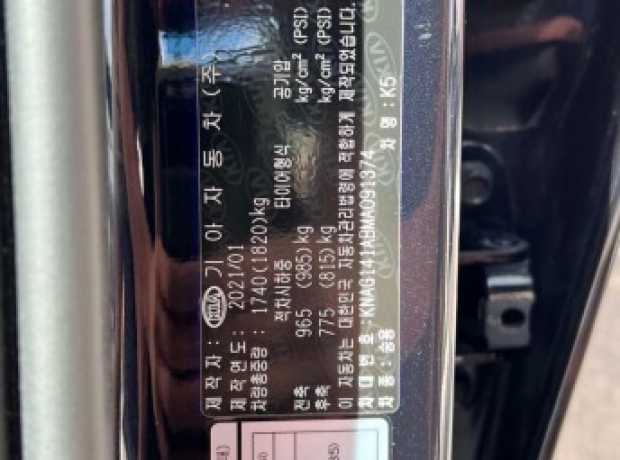 제작자: KIA 기아자동차(주)
제작연도: 2021/01
차량총중량: 1740(1820)kg
적차시하중 타이어형식 공기압
전축 965 (985)kg kg/cm² (PSI)
후축 775 (815)kg kg/cm² (PSI)
이 자동차는 대한민국 자동차관리법령에 적합하게 제작되었습니다.
차대번호: KNAG141ABMA091374
차종: 승용 차명: K5